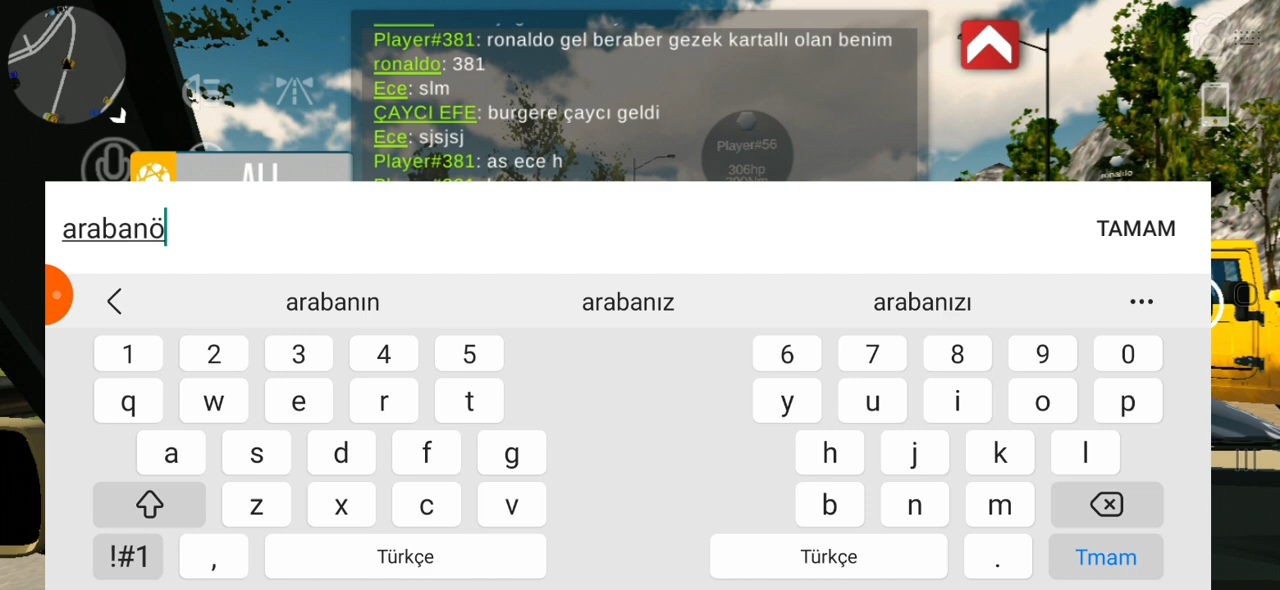 Player#381: ronaldo gel beraber gezek kartallı olan benim
ronaldo: 381
Ece: slm
ÇAYCI EFE: burgere çaycı geldi
Ece: sjsjsj
Player#381: as ece h
Player#56
306hp
ronaldo
ALL
arabanö
TAMAM
arabanın arabanız arabanızı
1 2 3 4 5 6 7 8 9 0
q w e r t y u i o p
a s d f g h j k l
z x c v b n m
!#1 , Türkçe Türkçe . Tmam